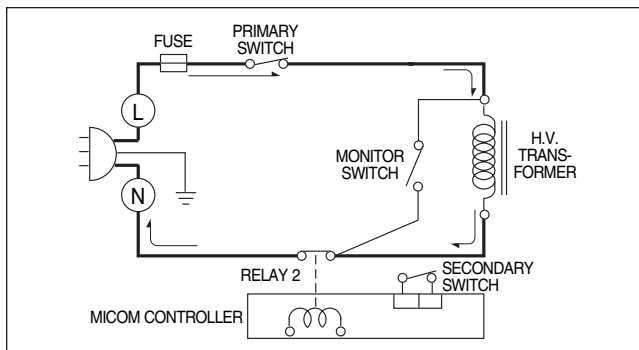 PRIMARY
SWITCH
FUSE
L
H.V.
TRANS-
FORMER
MONITOR
SWITCH
N
RELAY 2
SECONDARY
SWITCH
MICOM CONTROLLER